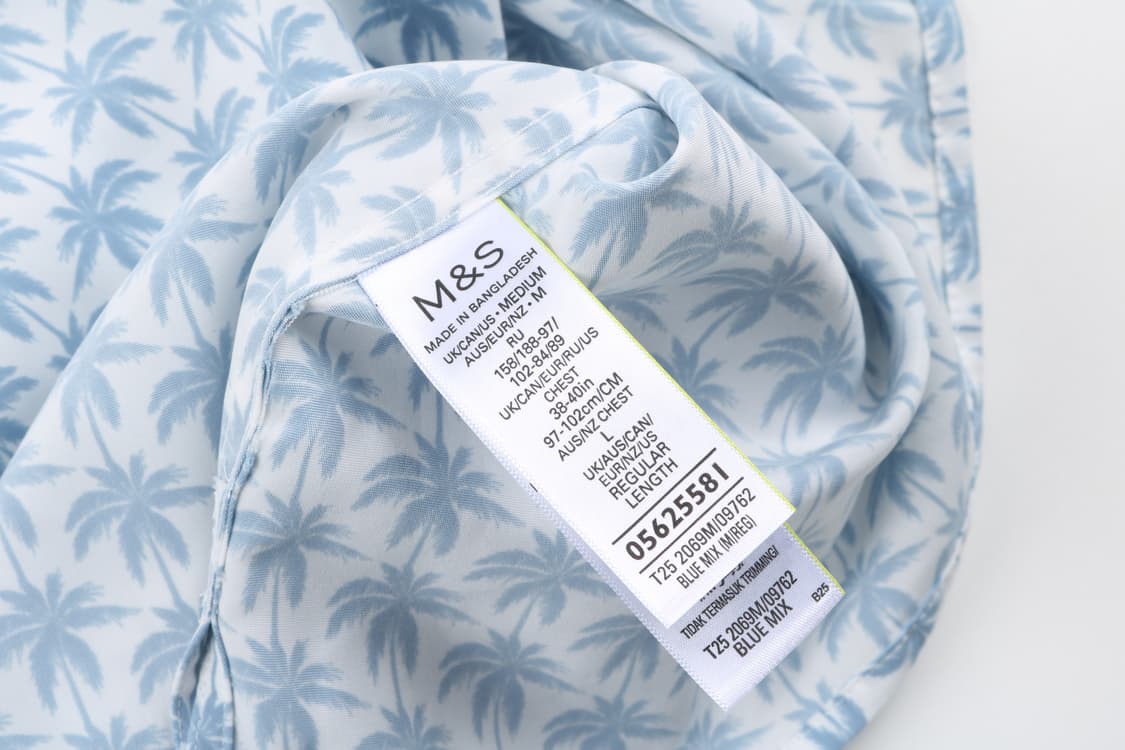 M&S
MADE IN BANGLADESH
UK/CAN/US • MEDIUM
AUS/EUR/NZ • M
RU
158/188-97/
102-84/89
UK/CAN/EUR/RU/US
CHEST
38-40in
97-102cm/CM
AUS/NZ CHEST
L
UK/AUS/CAN/
EUR/NZ/US
REGULAR
LENGTH
05625581
T25 2069M/09762
BLUE MIX (M/REG)
TIDAK TERMASUK TRIMMING/
T25 2069M/09762
BLUE MIX
B25